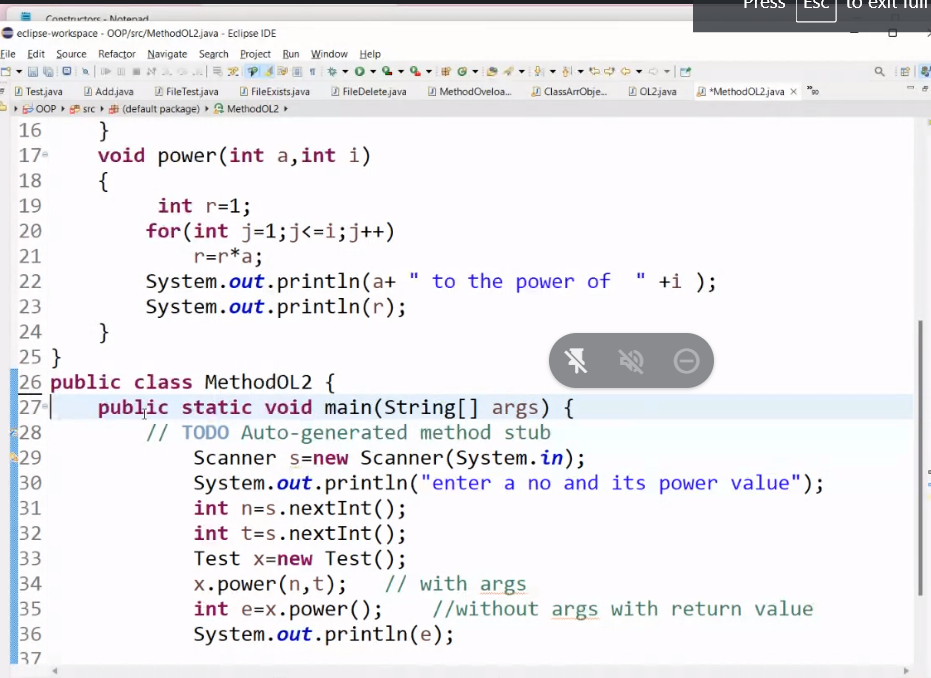 Constructors - Notepad
Press Esc to exit full
eclipse-workspace - OOP/src/MethodOL2.java - Eclipse IDE
File Edit Source Refactor Navigate Search Project Run Window Help
Test.java Add.java FileTest.java FileExists.java FileDelete.java MethodOveloa... ClassArrObje... OL2.java *MethodOL2.java
OOP src (default package) MethodOL2
16 }
17 void power(int a,int i)
18 {
19 int r=1;
20 for(int j=1;j<=i;j++)
21 r=r*a;
22 System.out.println(a+ " to the power of  " +i );
23 System.out.println(r);
24 }
25 }
26 public class MethodOL2 {
27 public static void main(String[] args) {
28 // TODO Auto-generated method stub
29 Scanner s=new Scanner(System.in);
30 System.out.println("enter a no and its power value");
31 int n=s.nextInt();
32 int t=s.nextInt();
33 Test x=new Test();
34 x.power(n,t);   // with args
35 int e=x.power();    //without args with return value
36 System.out.println(e);
37